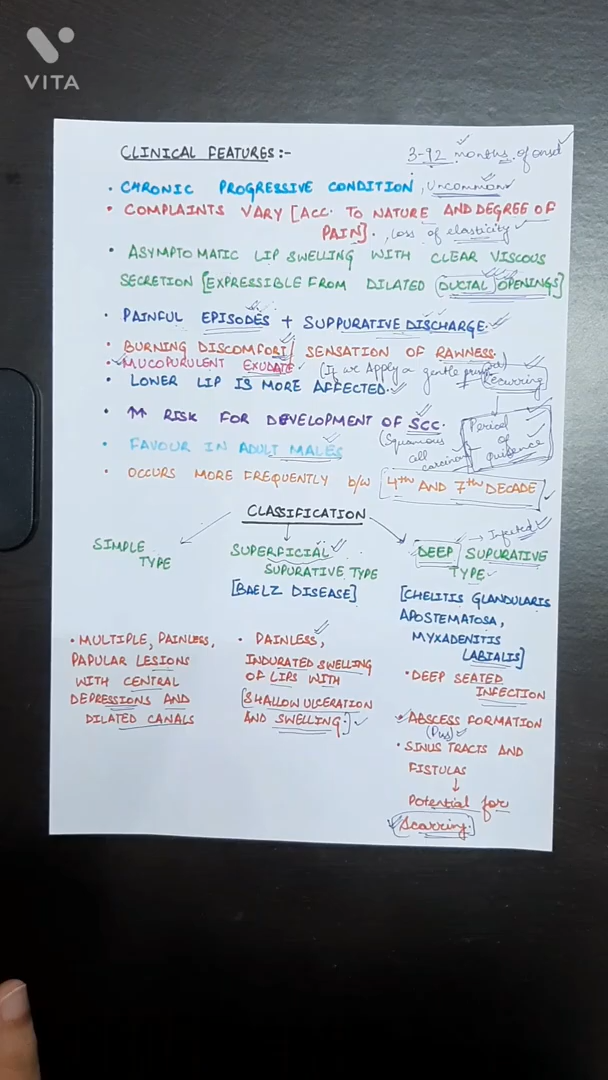 VITA
CLINICAL FEATURES:-
3-92 months of onset
• CHRONIC PROGRESSIVE CONDITION, Uncommon
• COMPLAINTS VARY [ACC. TO NATURE AND DEGREE OF
PAIN]. , loss of elasticity
• ASYMPTOMATIC LIP SWELLING WITH CLEAR VISCOUS
SECRETION [EXPRESSIBLE FROM DILATED (DUCTAL) OPENINGS]
• PAINFUL EPISODES + SUPPURATIVE DISCHARGE.
• BURNING DISCOMFORT/ SENSATION OF RAWNESS.
• MUCOPURULENT EXUDATE (If we Apply a gentle
• LOWER LIP IS MORE AFFECTED. Recurring
• ↑↑ RISK FOR DEVELOPMENT OF SCC.
(Squamous cell carcinoma)
Period of quisence
• FAVOUR IN ADULT MALES
• OCCURS MORE FREQUENTLY b/w [4th AND 7th DECADE]
CLASSIFICATION
SIMPLE
TYPE
SUPERFICIAL
SUPURATIVE TYPE
[BAELZ DISEASE]
→ Infected
DEEP SUPURATIVE
TYPE
[CHELITIS GLANDULARIS
APOSTEMATOSA,
MYXADENITIS
LABIALIS]
• MULTIPLE, PAINLESS,
PAPULAR LESIONS
WITH CENTRAL
DEPRESSIONS AND
DILATED CANALS
• PAINLESS,
INDURATED SWELLING
OF LIPS WITH
[SHALLOW ULCERATION
AND SWELLING.]
• DEEP SEATED
INFECTION
• ABSCESS FORMATION
(Pus)
• SINUS TRACTS AND
FISTULAS
↓
Potential for
Scarring.